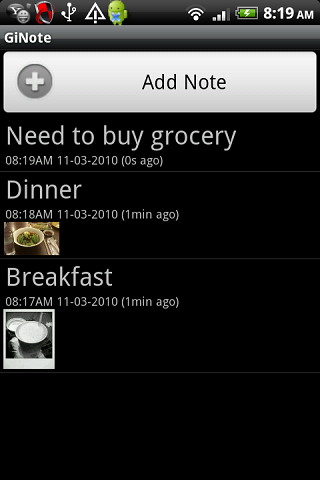 8:19 AM
GiNote
Add Note
Need to buy grocery
08:19AM 11-03-2010 (0s ago)
Dinner
08:18AM 11-03-2010 (1min ago)
Breakfast
08:17AM 11-03-2010 (1min ago)